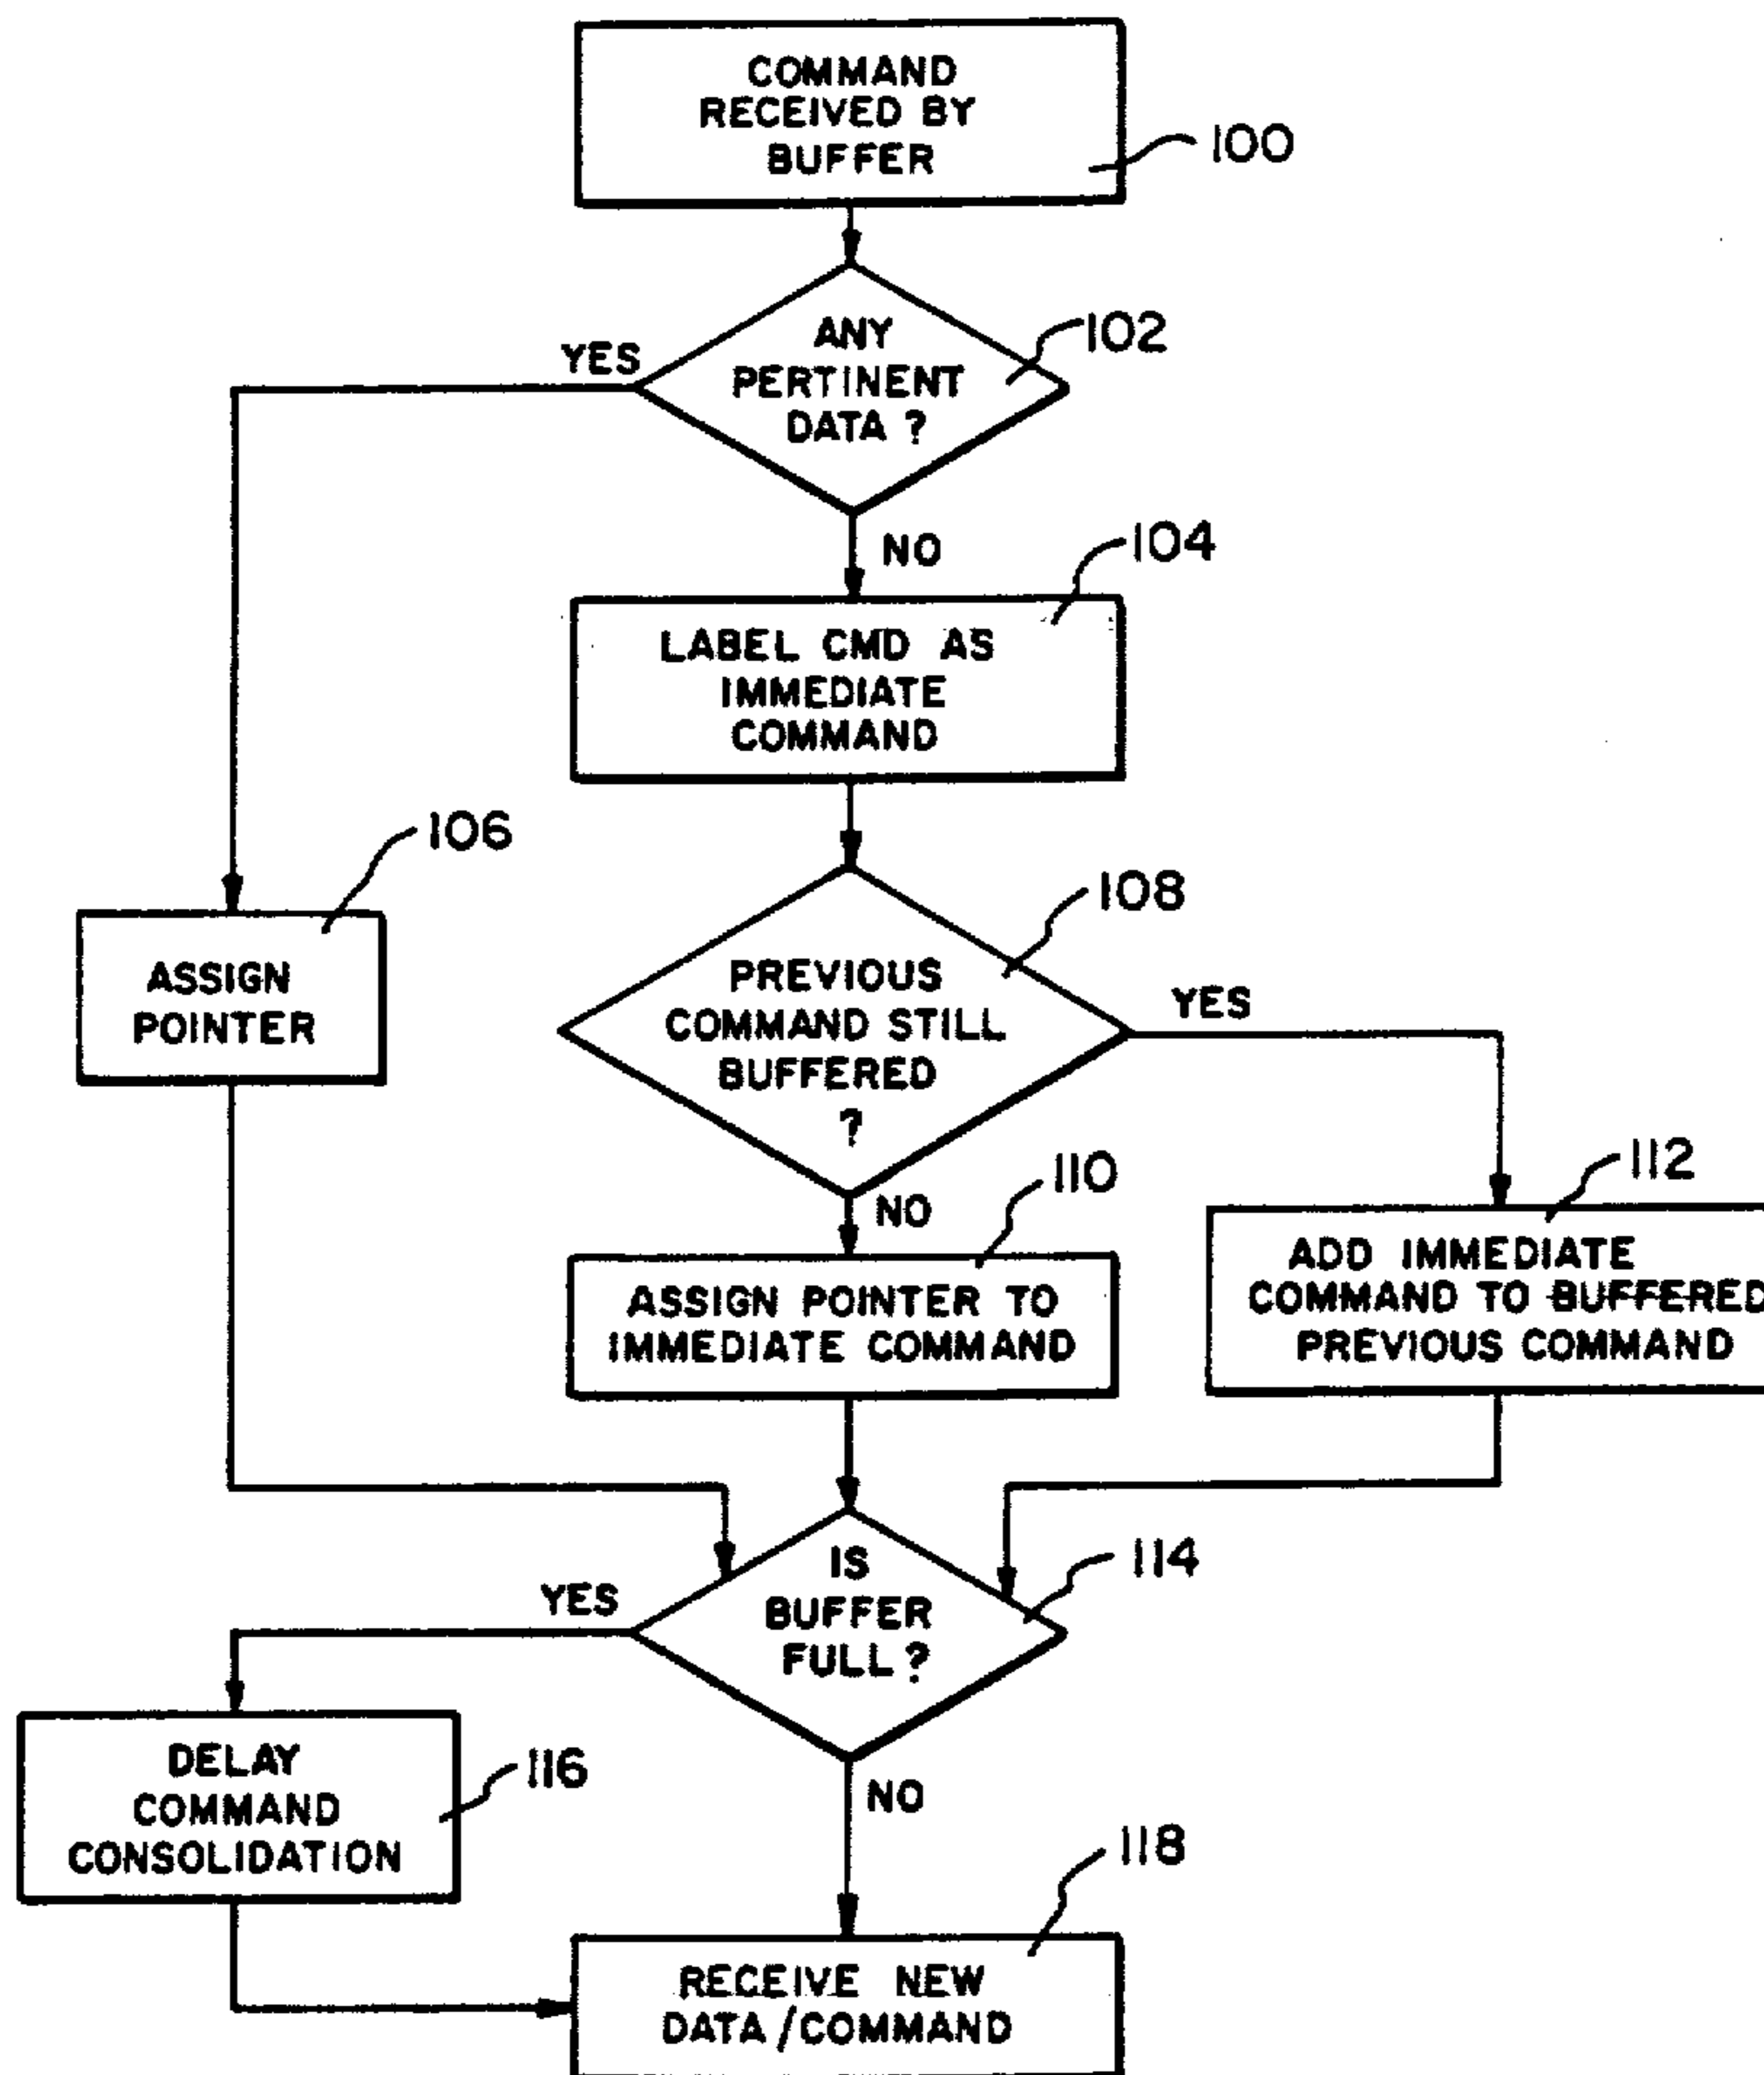 COMMAND
RECEIVED BY
BUFFER
100
ANY
PERTINENT
DATA ?
102
YES
NO
104
LABEL CMD AS
IMMEDIATE
COMMAND
106
ASSIGN
POINTER
108
PREVIOUS
COMMAND STILL
BUFFERED
?
YES
NO
110
ASSIGN POINTER TO
IMMEDIATE COMMAND
112
ADD IMMEDIATE
COMMAND TO BUFFERED
PREVIOUS COMMAND
IS
BUFFER
FULL ?
114
YES
NO
DELAY
COMMAND
CONSOLIDATION
116
118
RECEIVE NEW
DATA/COMMAND